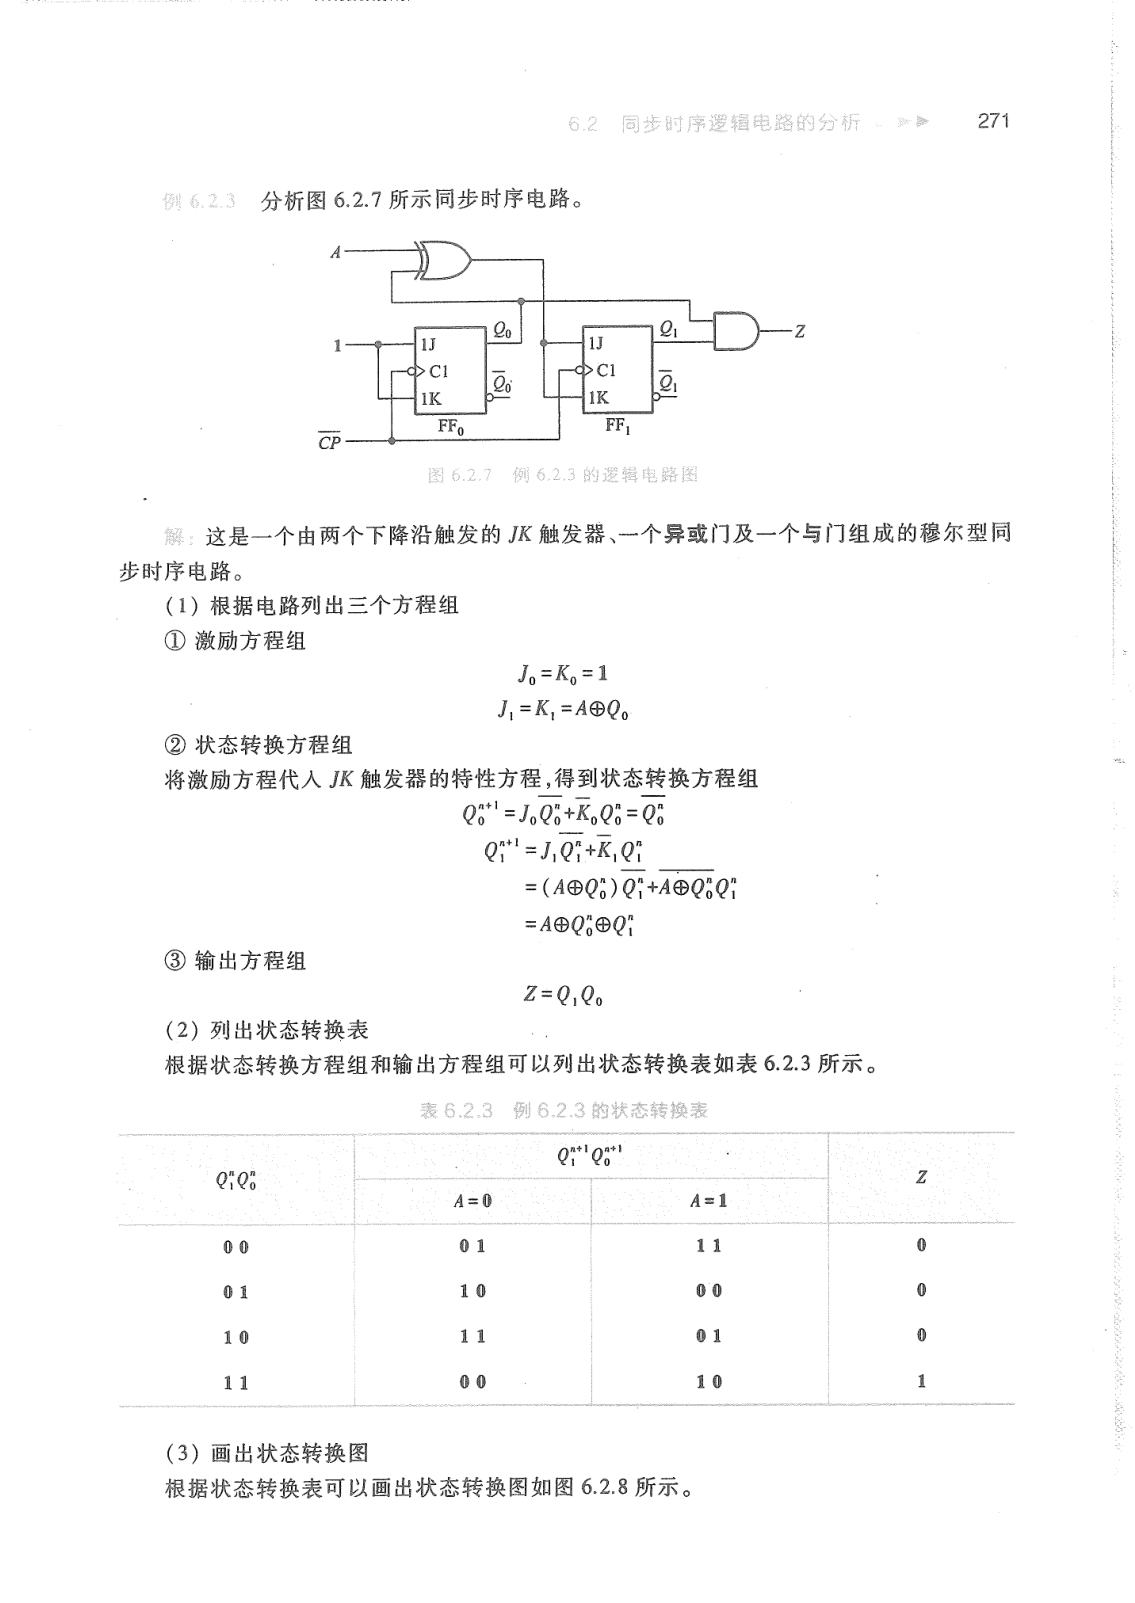 6.2 同步时序逻辑电路的分析 271
例 6.2.3 分析图 6.2.7 所示同步时序电路。
A
Q₀ Q₁ Z
1 1J 1J
C1 C1
Q̅₀ Q̅₁
1K 1K
FF₀ FF₁
C̅P̅
图 6.2.7 例 6.2.3 的逻辑电路图
解：这是一个由两个下降沿触发的 JK 触发器、一个异或门及一个与门组成的穆尔型同
步时序电路。
(1) 根据电路列出三个方程组
① 激励方程组
J₀=K₀=1
J₁=K₁=A⊕Q₀
② 状态转换方程组
将激励方程代入 JK 触发器的特性方程,得到状态转换方程组
Q₀ⁿ⁺¹=J₀\overline{Q₀ⁿ}+K̅₀Q₀ⁿ=\overline{Q₀ⁿ}
Q₁ⁿ⁺¹=J₁\overline{Q₁ⁿ}+K̅₁Q₁ⁿ
=(A⊕Q₀ⁿ)\overline{Q₁ⁿ}+\overline{A⊕Q₀ⁿ}Q₁ⁿ
=A⊕Q₀ⁿ⊕Q₁ⁿ
③ 输出方程组
Z=Q₁Q₀
(2) 列出状态转换表
根据状态转换方程组和输出方程组可以列出状态转换表如表 6.2.3 所示。
表 6.2.3 例 6.2.3 的状态转换表
Q₁ⁿQ₀ⁿ Q₁ⁿ⁺¹Q₀ⁿ⁺¹ Z
A=0 A=1
0 0 0 1 1 1 0
0 1 1 0 0 0 0
1 0 1 1 0 1 0
1 1 0 0 1 0 1
(3) 画出状态转换图
根据状态转换表可以画出状态转换图如图 6.2.8 所示。